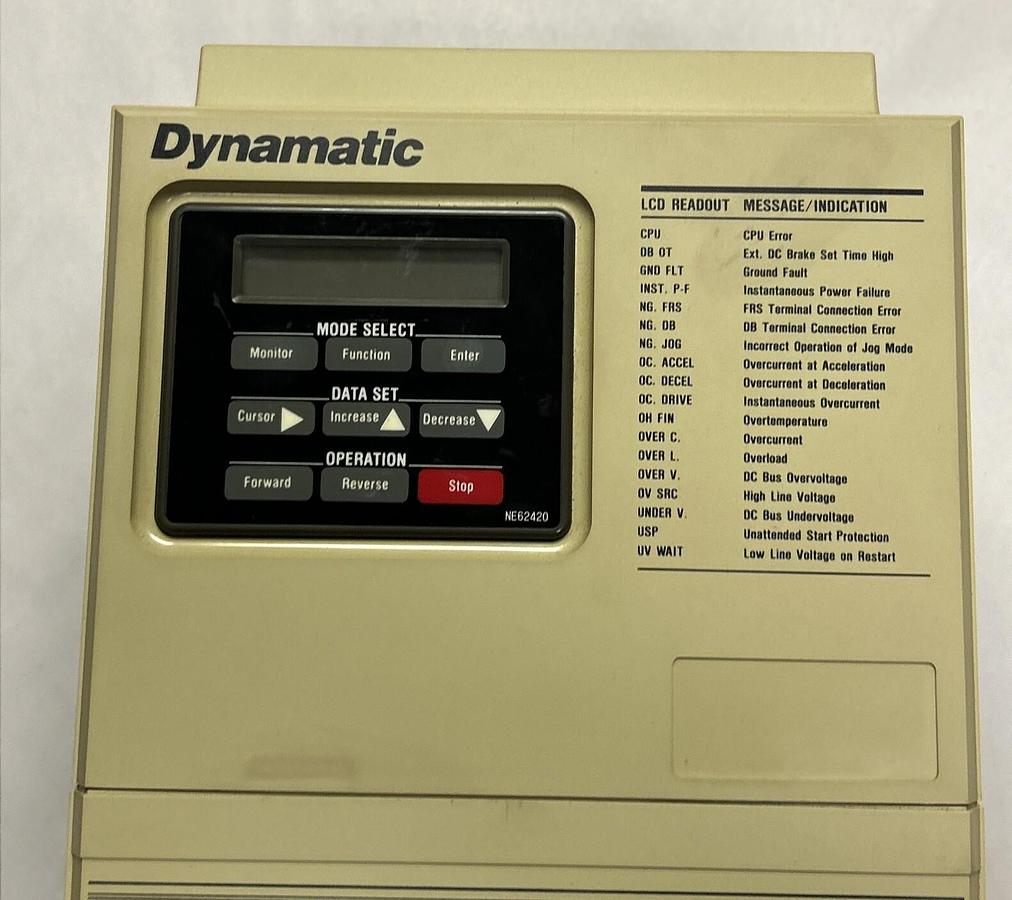 Dynamatic
MODE SELECT
Monitor Function Enter
DATA SET
Cursor Increase Decrease
OPERATION
Forward Reverse Stop
NE62420
LCD READOUT MESSAGE/INDICATION
CPU CPU Error
DB OT Ext. DC Brake Set Time High
GND FLT Ground Fault
INST. P-F Instantaneous Power Failure
NG. FRS FRS Terminal Connection Error
NG. DB DB Terminal Connection Error
NG. JOG Incorrect Operation of Jog Mode
OC. ACCEL Overcurrent at Acceleration
OC. DECEL Overcurrent at Deceleration
OC. DRIVE Instantaneous Overcurrent
OH FIN Overtemperature
OVER C. Overcurrent
OVER L. Overload
OVER V. DC Bus Overvoltage
OV SRC High Line Voltage
UNDER V. DC Bus Undervoltage
USP Unattended Start Protection
UV WAIT Low Line Voltage on Restart